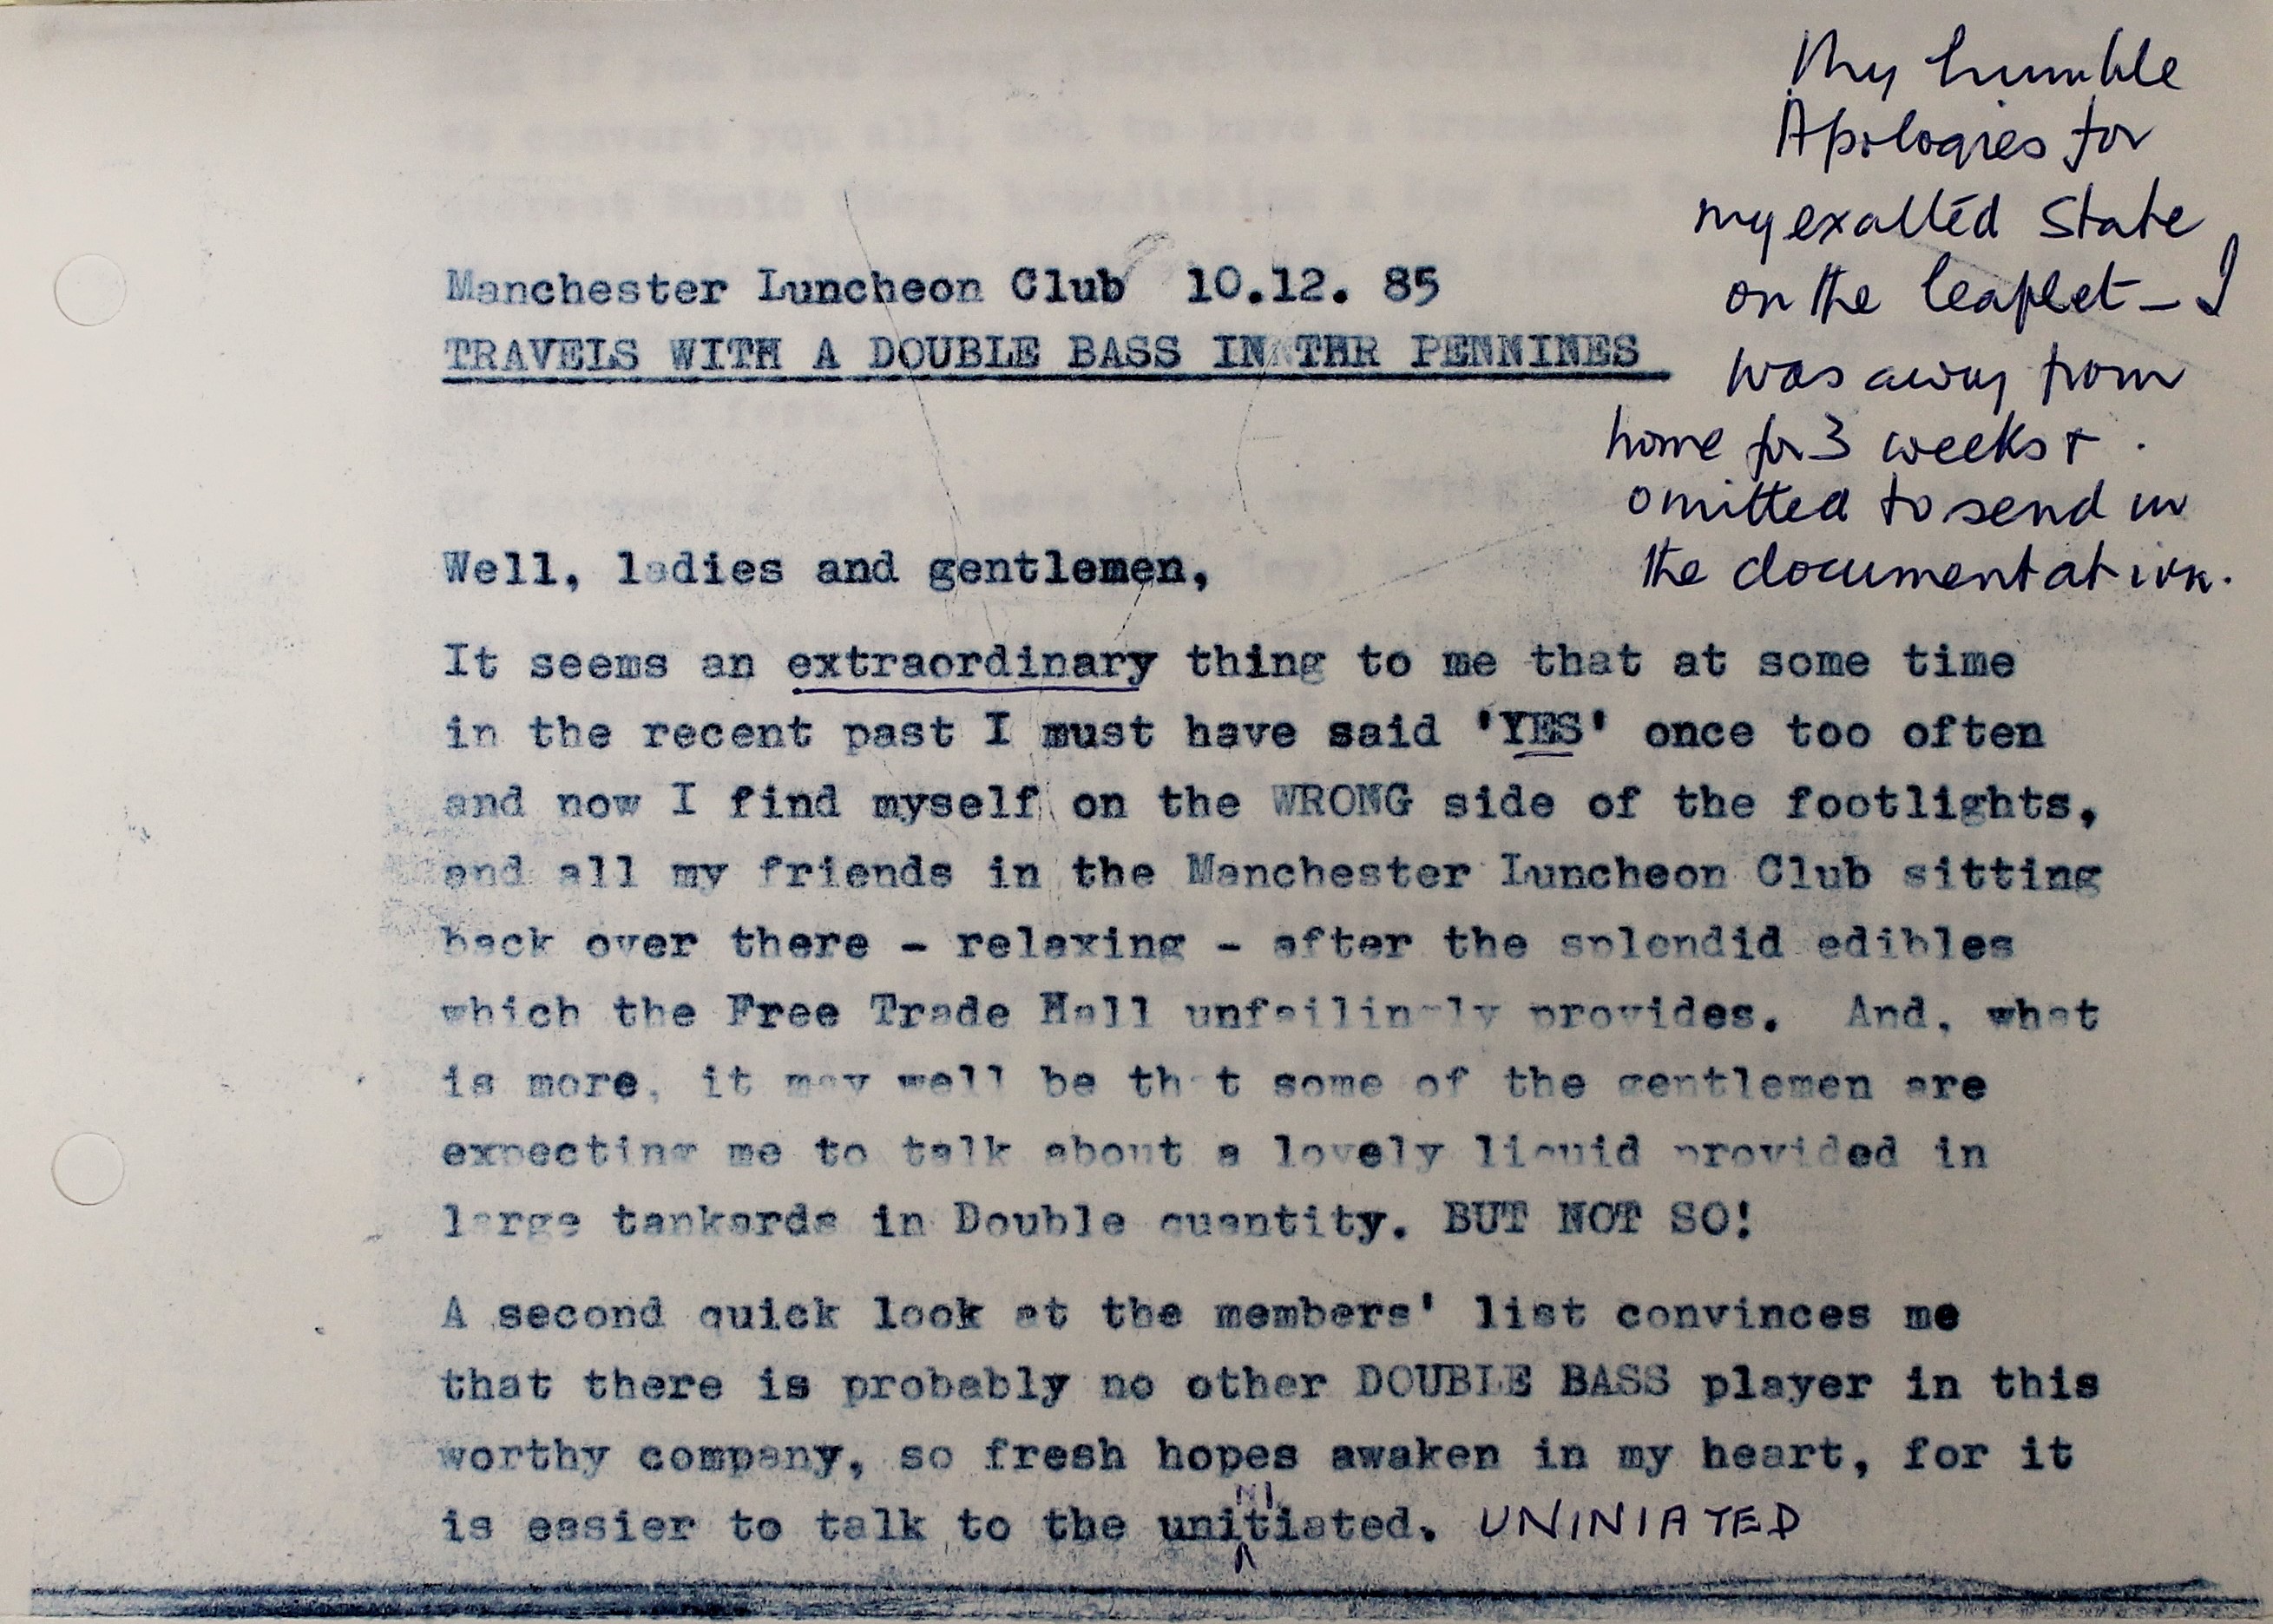 My humble
Apologies for
my exalted state
on the leaflet - I
was away from
home for 3 weeks +
omitted to send in
the documentation.
Manchester Luncheon Club 10.12. 85
TRAVELS WITH A DOUBLE BASS IN THR PENNINES
Well, ladies and gentlemen,
It seems an extraordinary thing to me that at some time
in the recent past I must have said 'YES' once too often
and now I find myself on the WRONG side of the footlights,
and all my friends in the Manchester Luncheon Club sitting
back over there - relaxing - after the splendid edibles
which the Free Trade Hall unfailingly provides. And, what
is more, it may well be that some of the gentlemen are
expecting me to talk about a lovely liquid provided in
large tankards in Double quantity. BUT NOT SO!
A second quick look at the members' list convinces me
that there is probably no other DOUBLE BASS player in this
worthy company, so fresh hopes awaken in my heart, for it
NI
is easier to talk to the unitiated. UNINIATED